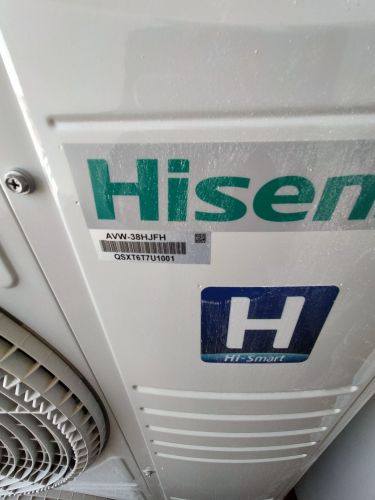 Hisen
AVW-38HJFH
QSXT6T7U1001
H
Hi-Smart